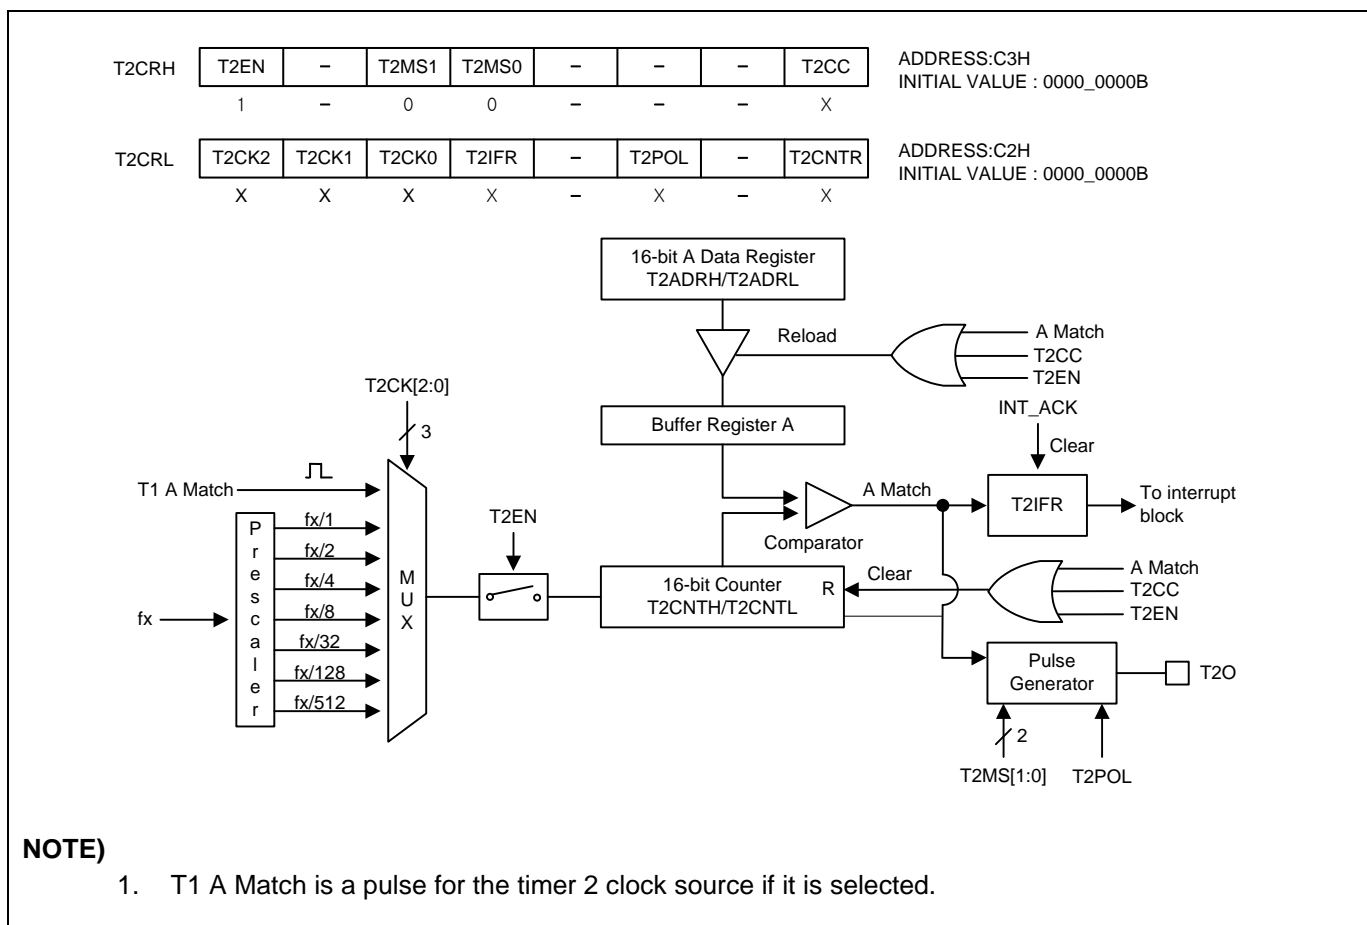 T2CRH T2EN – T2MS1 T2MS0 – – – T2CC ADDRESS:C3H
INITIAL VALUE : 0000_0000B
1 – 0 0 – – – X
T2CRL T2CK2 T2CK1 T2CK0 T2IFR – T2POL – T2CNTR ADDRESS:C2H
INITIAL VALUE : 0000_0000B
X X X X – X – X
16-bit A Data Register
T2ADRH/T2ADRL
Reload
A Match
T2CC
T2EN
T2CK[2:0]
3
Buffer Register A
INT_ACK
Clear
T1 A Match
Prescaler
fx/1
fx/2
fx/4
fx/8
fx/32
fx/128
fx/512
fx
MUX
T2EN
A Match
Comparator
T2IFR
To interrupt
block
16-bit Counter
T2CNTH/T2CNTL
R
Clear
A Match
T2CC
T2EN
Pulse
Generator
T2O
2
T2MS[1:0]
T2POL
NOTE)
1. T1 A Match is a pulse for the timer 2 clock source if it is selected.